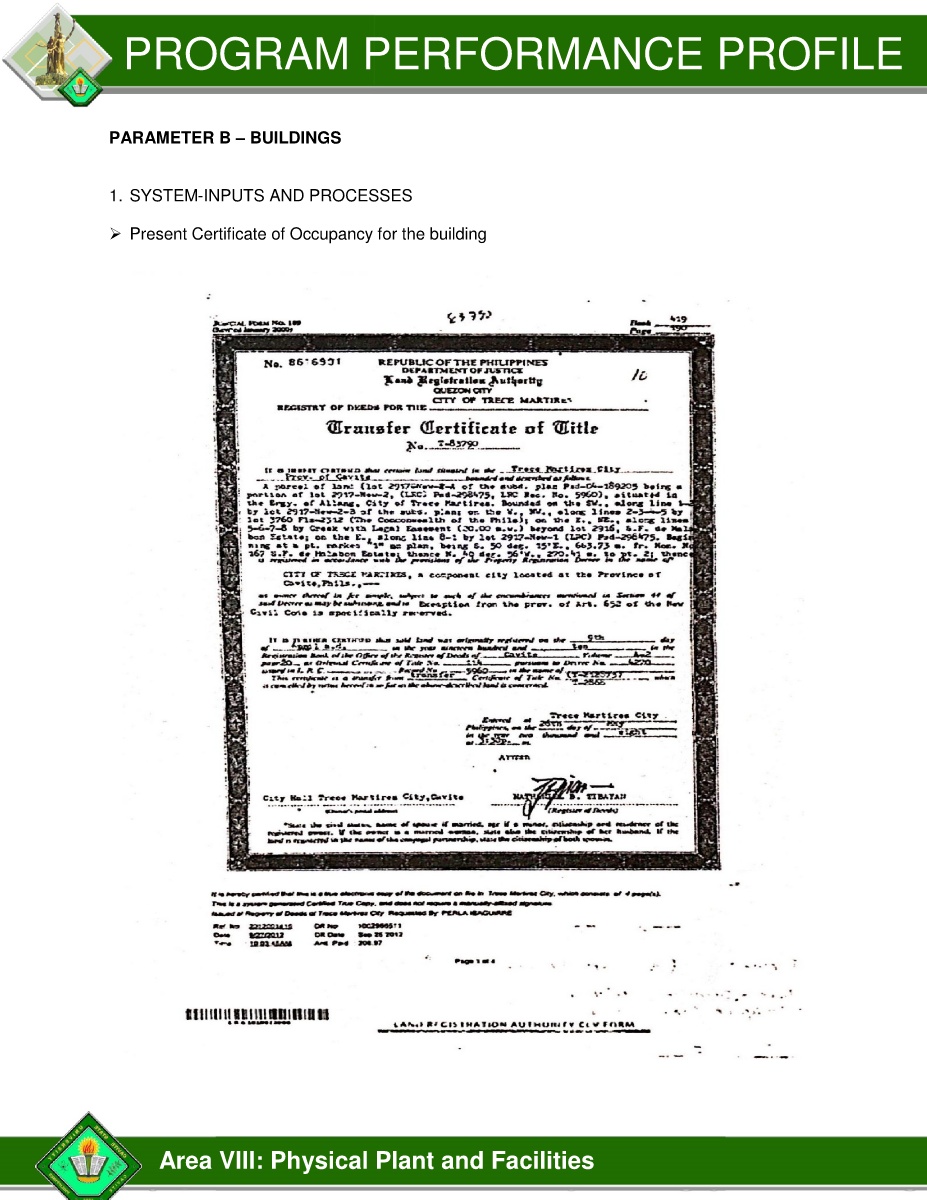 PROGRAM PERFORMANCE PROFILE
PARAMETER B – BUILDINGS
1. SYSTEM-INPUTS AND PROCESSES
➢ Present Certificate of Occupancy for the building
83790
JUDICIAL FORM No. 109
(Revised January 2000)
Book 419
Page 190
No. 8616931
REPUBLIC OF THE PHILIPPINES
DEPARTMENT OF JUSTICE
Land Registration Authority
QUEZON CITY
10
CITY OF TRECE MARTIRES
REGISTRY OF DEEDS FOR THE
Transfer Certificate of Title
No. T-83790
It is hereby certified that certain land situated in the Trece Martires City
Prov. of Cavite bounded and described as follows
A parcel of land (lot 2917-New-2-A of the subd. plan Psd-04-189205 being a
portion of lot 2917-New-2, (LRC) Psd-298475, LRC Rec. No. 5960), situated in
the Brgy. of Aliang, City of Trece Martires. Bounded on the SW., along line 1-2
by lot 2917-New-2-B of the subd. plan; on the W., NW., along lines 2-3-4-5 by
lot 3760 Fls-2312 (The Commonwealth of the Phils); on the E., NE., along lines
5-6-7-8 by Creek with Legal Easement (20.00 m.w.) beyond lot 2916, S.F. de Mala
bon Estate; on the E., along line 8-1 by lot 2917-New-1 (LRC) Psd-298475. Begin
ning at a pt. marked "1" on plan, being S. 50 deg. 15'E., 663.73 m. fr. Mon. No
267 S.F. de Malabon Estate; thence N. 40 deg. 56'W., 270.41 m. to pt. 2; thence
is registered in accordance with the provisions of the Property Registration Decree in the name of
CITY OF TRECE MARTIRES, a component city located at the Province of
Cavite,Phils.,---
as owner thereof in fee simple, subject to such of the encumbrances mentioned in Section 44 of
said Decree as may be subsisting, and to Exception from the prov. of Art. 652 of the New
Civil Code is specifically reserved.
It is further certified that said land was originally registered on the 5th day
of April a.d. in the year nineteen hundred and ten in the
Registration Book of the Office of the Register of Deeds of Cavite Volume A-2
page 20 as Original Certificate of Title No. 114 pursuant to Decree No. 4270
issued in L. R. C. Record No. 5960 in the name of
This certificate is a transfer from transfer Certificate of Title No. which
is cancelled by virtue hereof in so far as the above-described land is concerned.
Entered at Trece Martires City
Philippines, on the 28th day of May
in the year two thousand and eight
at 3:30p. m.
ATTEST:
City Hall Trece Martires City,Cavite
(Owner's postal address)
B. TIBAYAN
(Register of Deeds)
*State the civil status, name of spouse if married, age if a minor, citizenship and residence of the
registered owner. If the owner is a married woman, state also the citizenship of her husband. If the
land is registered in the name of the conjugal partnership, state the citizenship of both spouses.
It is hereby certified that this is a true electronic copy of the document on file in Trece Martires City, which consists of 4 page(s).
This is a system generated Certified True Copy, and does not require a manually-affixed signature
Issued at Registry of Deeds of Trece Martires City Requested By PERLA
Ref No OR No
Date 9/27/2012 OR Date Sep 25 2012
Time Amt Paid 208.97
Page 1 of 4
LAND REGISTRATION AUTHORITY CLV FORM
Area VIII: Physical Plant and Facilities